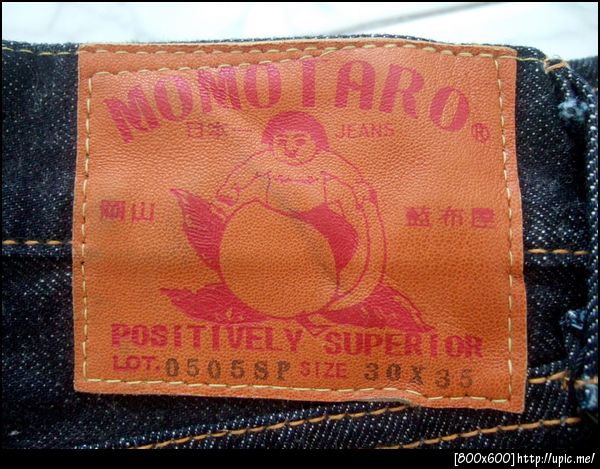 MOMOTARO®
日本一 JEANS
岡山 藍布屋
POSITIVELY SUPERIOR
LOT. 0505SP SIZE 30X35
[800x600]http://upic.me/